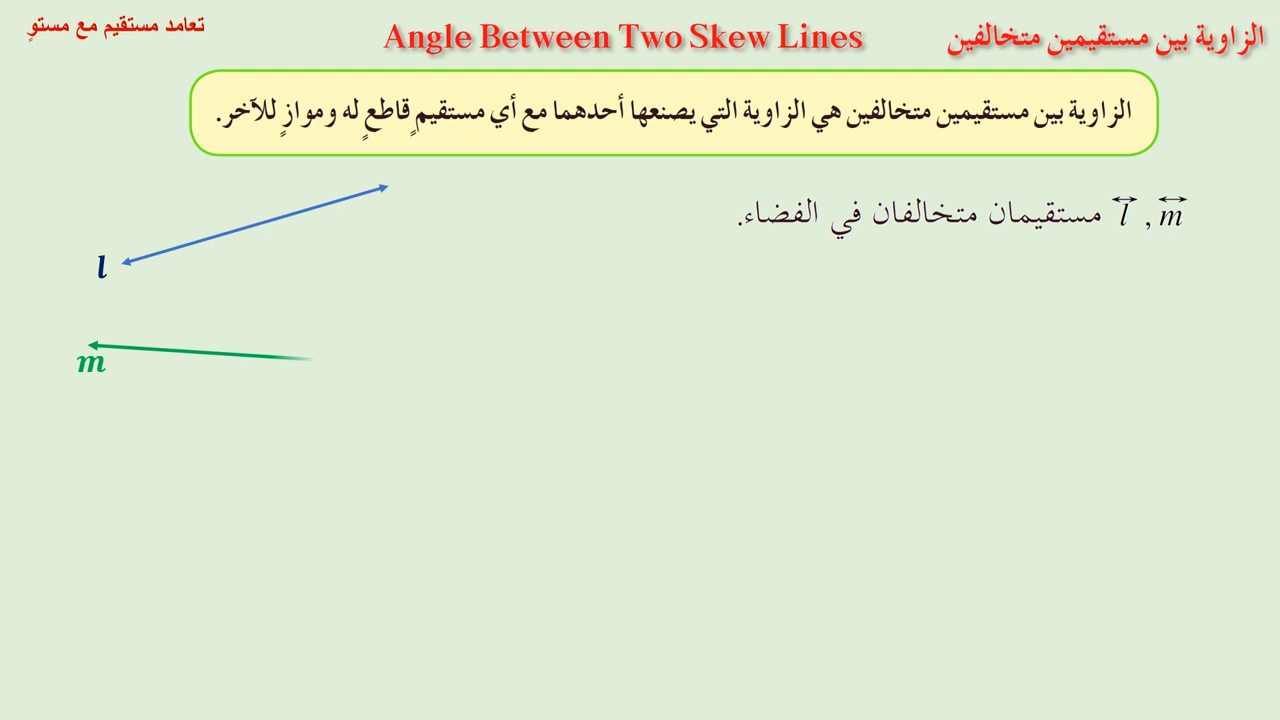 الزاوية بين مستقيمين متخالفين
Angle Between Two Skew Lines
تعامد مستقيم مع مستوٍ
الزاوية بين مستقيمين متخالفين هي الزاوية التي يصنعها أحدهما مع أي مستقيمٍ قاطعٍ له وموازٍ للآخر.
l , m مستقيمان متخالفان في الفضاء.
l
m